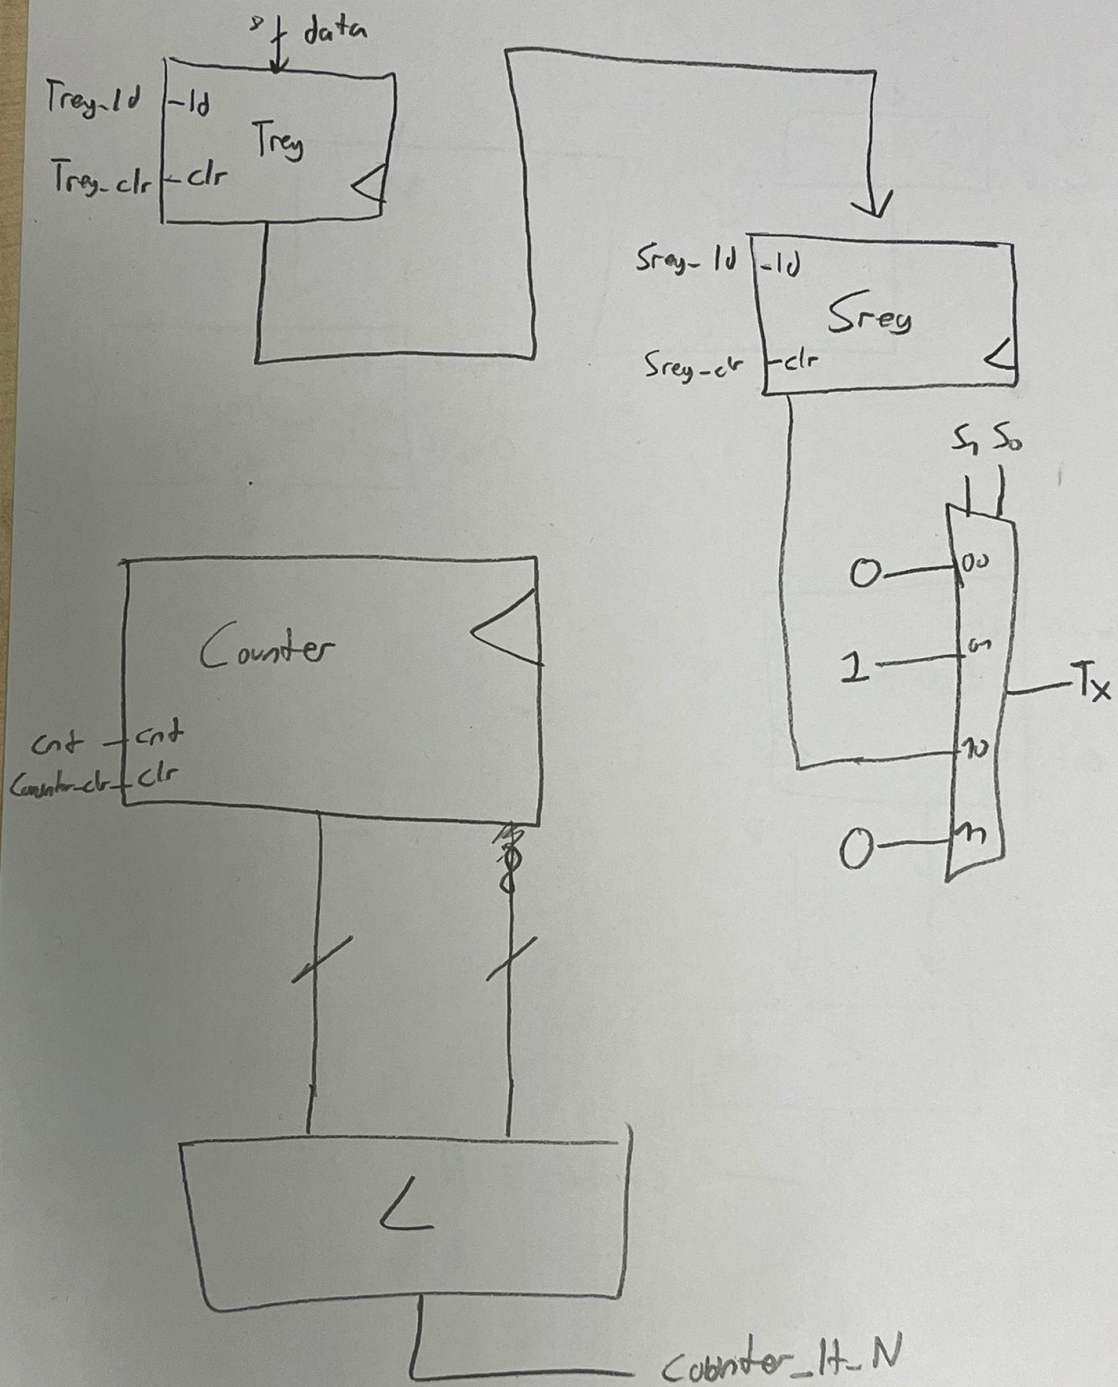 8 data
Treg_ld -ld
Treg
Treg_clr -clr
Sreg_ld -ld
Sreg
Sreg_clr -clr
S1 S0
0 00
1 01
Tx
10
0 11
Counter
cnt cnt
Counter_clr clr
<
Counter_lt_N